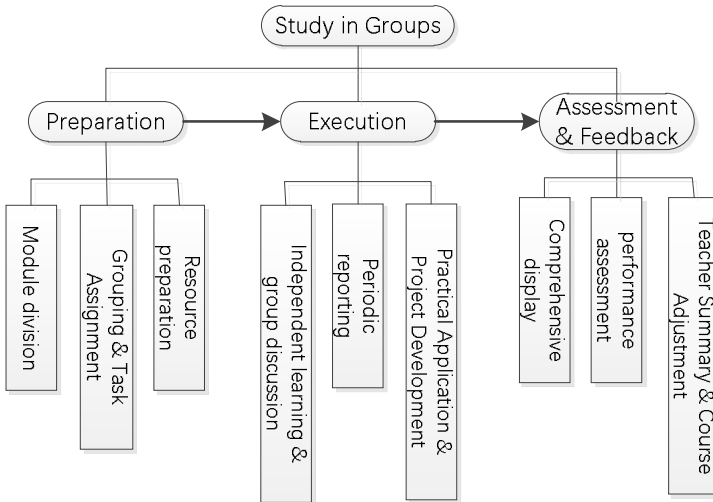 Study in Groups
Preparation
Execution
Assessment
& Feedback
Module division
Grouping & Task
Assignment
Resource
preparation
Independent learning &
group discussion
Periodic
reporting
Practical Application &
Project Development
Comprehensive
display
performance
assessment
Teacher Summary & Course
Adjustment